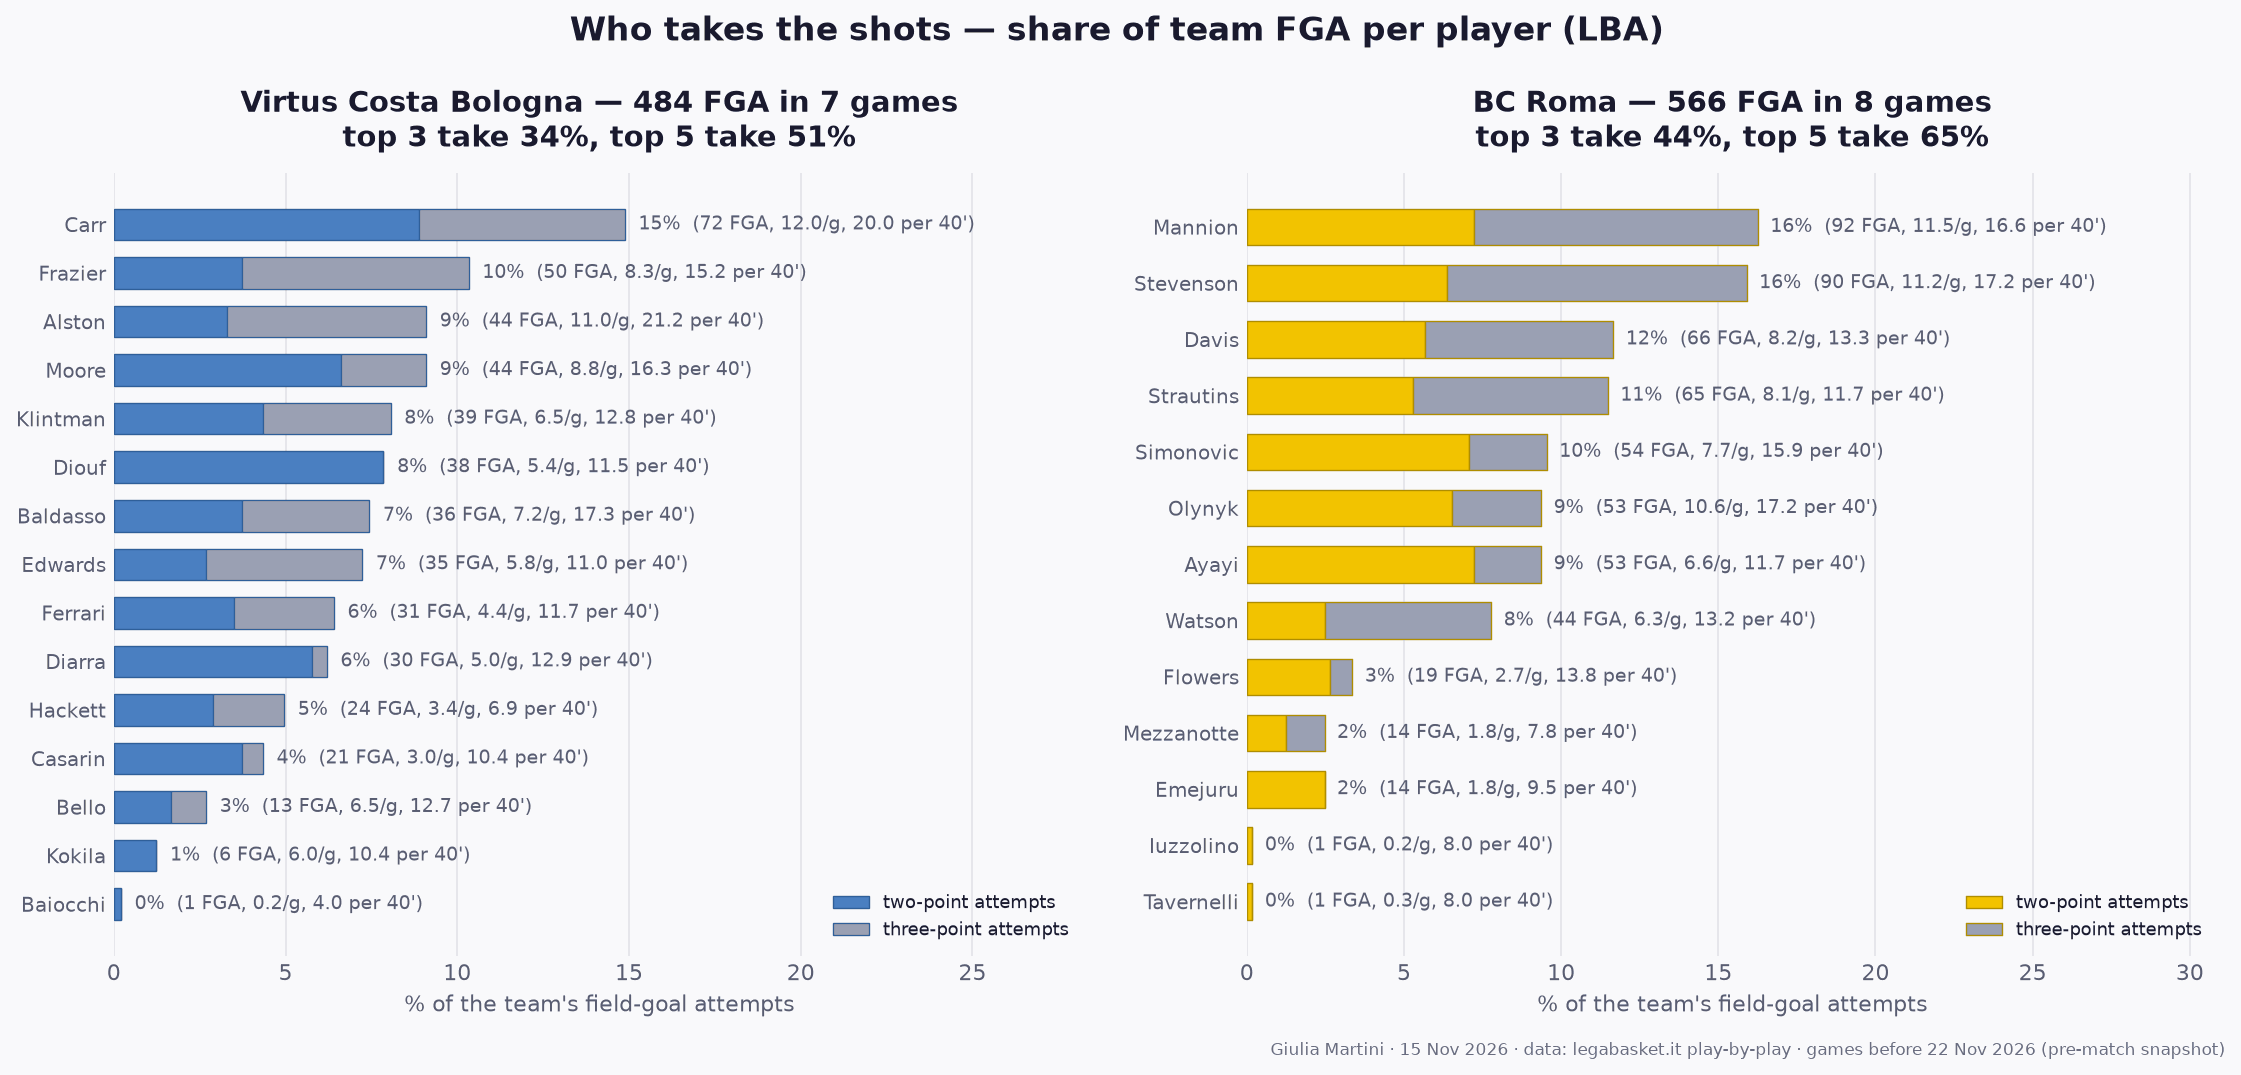 Who takes the shots — share of team FGA per player (LBA)
Virtus Costa Bologna — 484 FGA in 7 games
top 3 take 34%, top 5 take 51%
Carr 15% (72 FGA, 12.0/g, 20.0 per 40')
Frazier 10% (50 FGA, 8.3/g, 15.2 per 40')
Alston 9% (44 FGA, 11.0/g, 21.2 per 40')
Moore 9% (44 FGA, 8.8/g, 16.3 per 40')
Klintman 8% (39 FGA, 6.5/g, 12.8 per 40')
Diouf 8% (38 FGA, 5.4/g, 11.5 per 40')
Baldasso 7% (36 FGA, 7.2/g, 17.3 per 40')
Edwards 7% (35 FGA, 5.8/g, 11.0 per 40')
Ferrari 6% (31 FGA, 4.4/g, 11.7 per 40')
Diarra 6% (30 FGA, 5.0/g, 12.9 per 40')
Hackett 5% (24 FGA, 3.4/g, 6.9 per 40')
Casarin 4% (21 FGA, 3.0/g, 10.4 per 40')
Bello 3% (13 FGA, 6.5/g, 12.7 per 40')
Kokila 1% (6 FGA, 6.0/g, 10.4 per 40')
Baiocchi 0% (1 FGA, 0.2/g, 4.0 per 40')
two-point attempts
three-point attempts
0 5 10 15 20 25
% of the team's field-goal attempts
BC Roma — 566 FGA in 8 games
top 3 take 44%, top 5 take 65%
Mannion 16% (92 FGA, 11.5/g, 16.6 per 40')
Stevenson 16% (90 FGA, 11.2/g, 17.2 per 40')
Davis 12% (66 FGA, 8.2/g, 13.3 per 40')
Strautins 11% (65 FGA, 8.1/g, 11.7 per 40')
Simonovic 10% (54 FGA, 7.7/g, 15.9 per 40')
Olynyk 9% (53 FGA, 10.6/g, 17.2 per 40')
Ayayi 9% (53 FGA, 6.6/g, 11.7 per 40')
Watson 8% (44 FGA, 6.3/g, 13.2 per 40')
Flowers 3% (19 FGA, 2.7/g, 13.8 per 40')
Mezzanotte 2% (14 FGA, 1.8/g, 7.8 per 40')
Emejuru 2% (14 FGA, 1.8/g, 9.5 per 40')
Iuzzolino 0% (1 FGA, 0.2/g, 8.0 per 40')
Tavernelli 0% (1 FGA, 0.3/g, 8.0 per 40')
two-point attempts
three-point attempts
0 5 10 15 20 25 30
% of the team's field-goal attempts
Giulia Martini · 15 Nov 2026 · data: legabasket.it play-by-play · games before 22 Nov 2026 (pre-match snapshot)